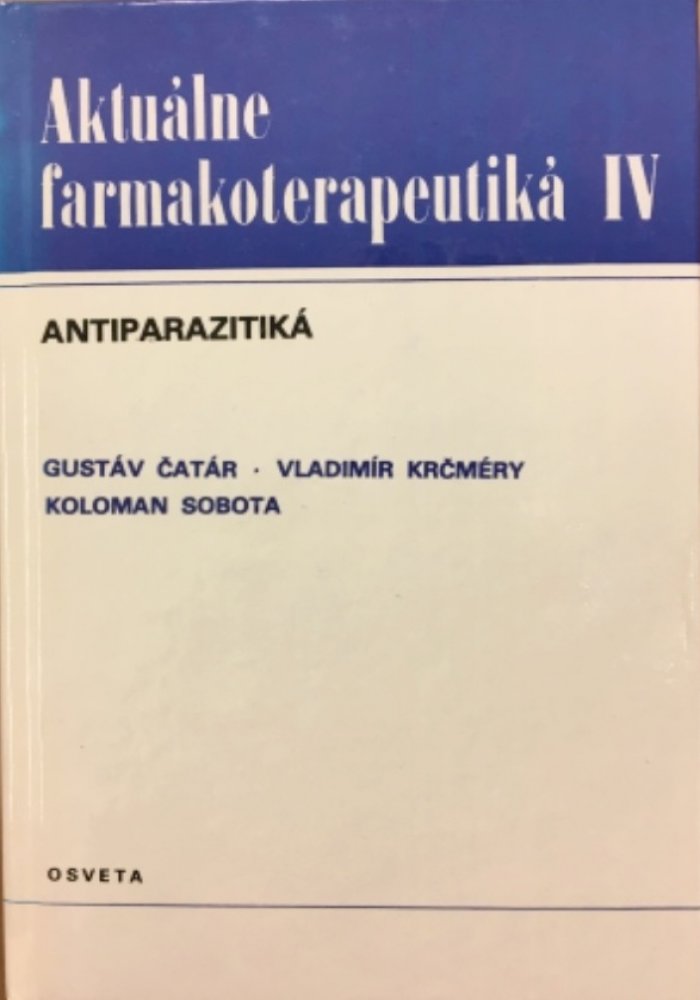 Aktuálne
farmakoterapeutiká IV
ANTIPARAZITIKÁ
GUSTÁV ČATÁR · VLADIMÍR KRČMÉRY
KOLOMAN SOBOTA
OSVETA